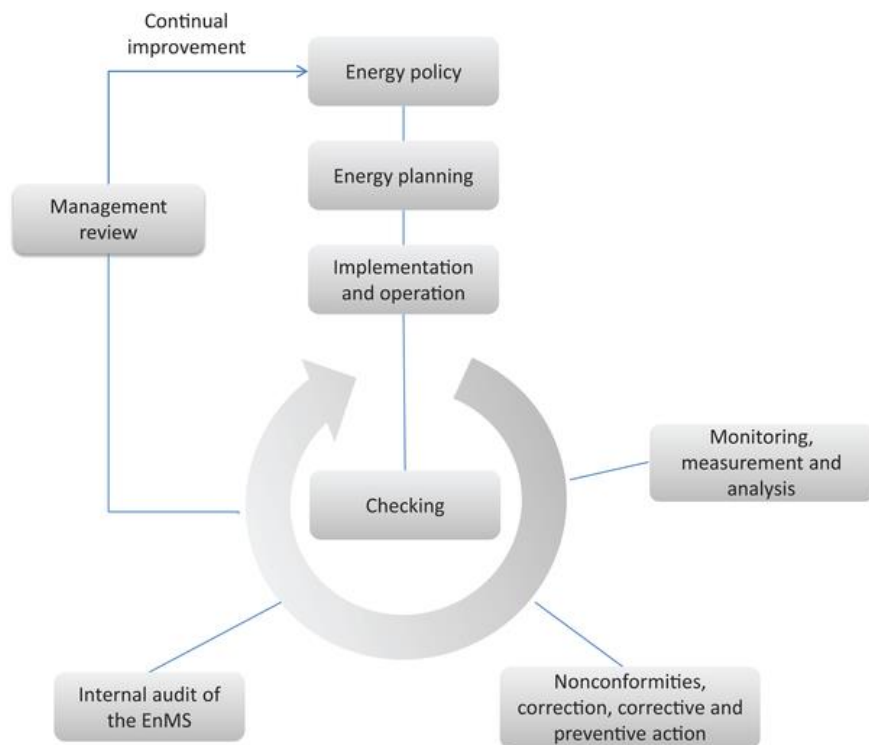 Continual
improvement
Energy policy
Energy planning
Management
review
Implementation
and operation
Monitoring,
measurement and
analysis
Checking
Internal audit of
the EnMS
Nonconformities,
correction, corrective and
preventive action